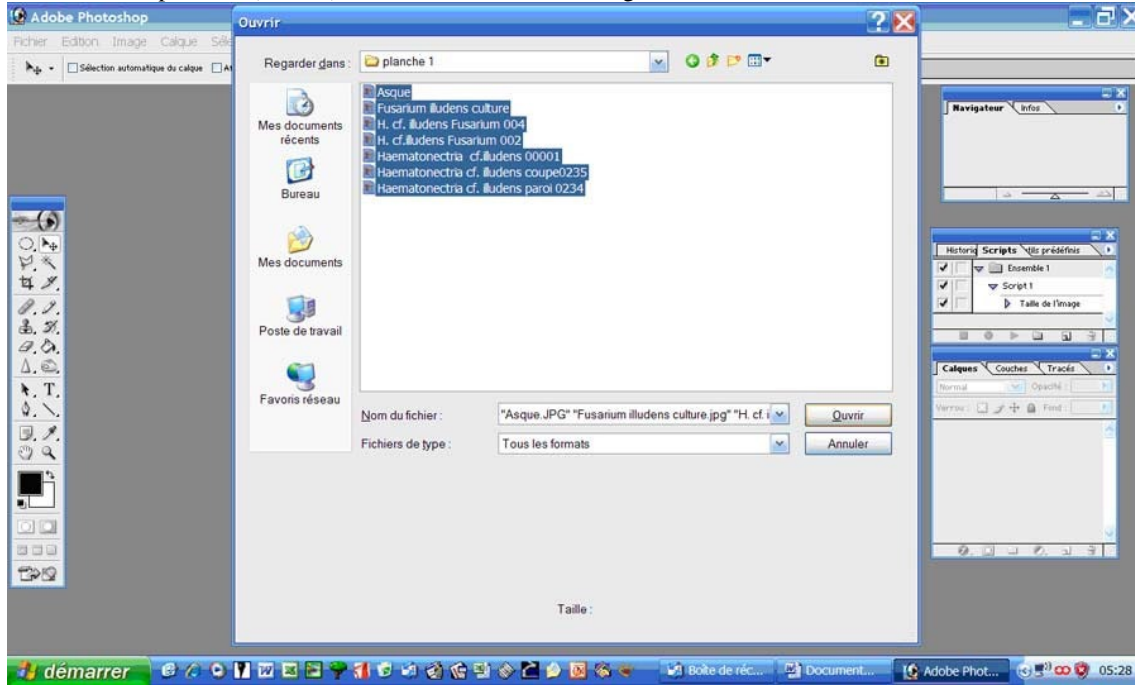 Adobe Photoshop
Fichier Edition Image Calque Séle
Sélection automatique du calque
Ouvrir
Regarder dans :
planche 1
Mes documents récents
Bureau
Mes documents
Poste de travail
Favoris réseau
Asque
Fusarium illudens culture
H. cf. illudens Fusarium 004
H. cf.illudens Fusarium 002
Haematonectria cf.illudens 00001
Haematonectria cf. illudens coupe0235
Haematonectria cf. illudens paroi 0234
Nom du fichier :
"Asque.JPG" "Fusarium illudens culture.jpg" "H. cf. i
Ouvrir
Fichiers de type :
Tous les formats
Annuler
Taille :
Navigateur Infos
Historiq Scripts tils prédéfinis
Ensemble 1
Script 1
Taille de l'image
Calques Couches Tracés
Normal Opacité :
Verrou : Fond :
démarrer
Boîte de réc...
Document...
Adobe Phot...
05:28